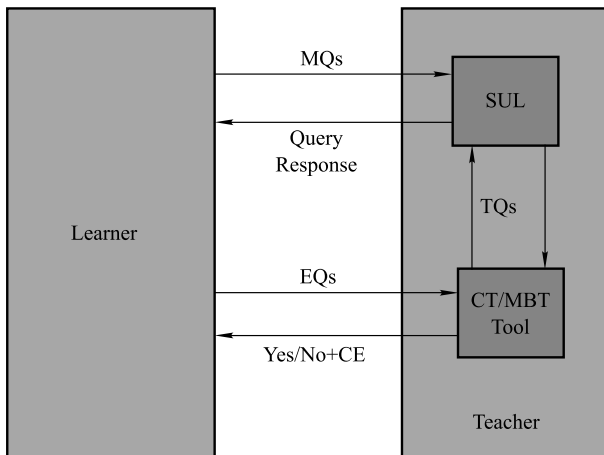 MQs
SUL
Query
Response
TQs
Learner
EQs
CT/MBT
Tool
Yes/No+CE
Teacher